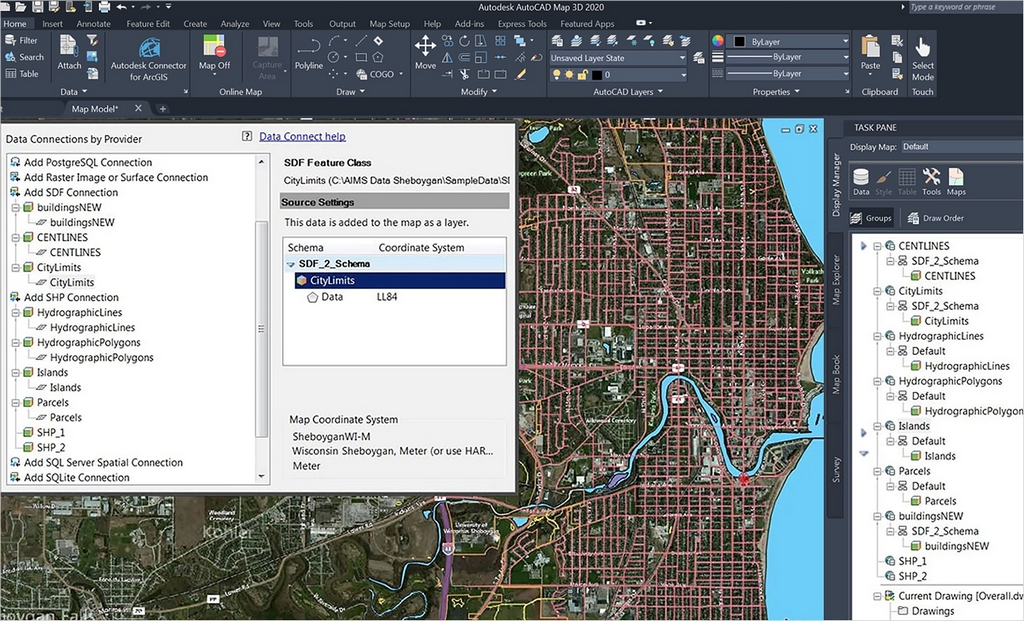 Autodesk AutoCAD Map 3D 2020
Type a keyword or phrase
Home Insert Annotate Feature Edit Create Analyze View Tools Output Map Setup Help Add-ins Express Tools Featured Apps
Filter
Search
Table
Attach
Autodesk Connector
for ArcGIS
Map Off
Capture
Area
Polyline
COGO
Move
Unsaved Layer State
0
ByLayer
ByLayer
ByLayer
Paste
Select
Mode
Data Online Map Draw Modify AutoCAD Layers Properties Clipboard Touch
Map Model*
Data Connections by Provider
Data Connect help
Add PostgreSQL Connection
Add Raster Image or Surface Connection
Add SDF Connection
buildingsNEW
buildingsNEW
CENTLINES
CENTLINES
CityLimits
CityLimits
Add SHP Connection
HydrographicLines
HydrographicLines
HydrographicPolygons
HydrographicPolygons
Islands
Islands
Parcels
Parcels
SHP_1
SHP_2
Add SQL Server Spatial Connection
Add SQLite Connection
SDF Feature Class
CityLimits (C:\AIMS Data Sheboygan\SampleData\SD
Source Settings
This data is added to the map as a layer.
Schema Coordinate System
SDF_2_Schema
CityLimits
Data LL84
Map Coordinate System
SheboyganWI-M
Wisconsin Sheboygan, Meter (or use HAR...
Meter
Woodland
Cemetery
University of
Wisconsin Sheboygan
TASK PANE
Display Map: Default
Data Style Table Tools Maps
Groups Draw Order
Display Manager
Map Explorer
Map Book
Survey
CENTLINES
SDF_2_Schema
CENTLINES
CityLimits
SDF_2_Schema
CityLimits
HydrographicLines
Default
HydrographicLines
HydrographicPolygons
Default
HydrographicPolygon
Islands
Default
Islands
Parcels
Default
Parcels
buildingsNEW
SDF_2_Schema
buildingsNEW
SHP_1
SHP_2
Current Drawing [Overall.dw
Drawings